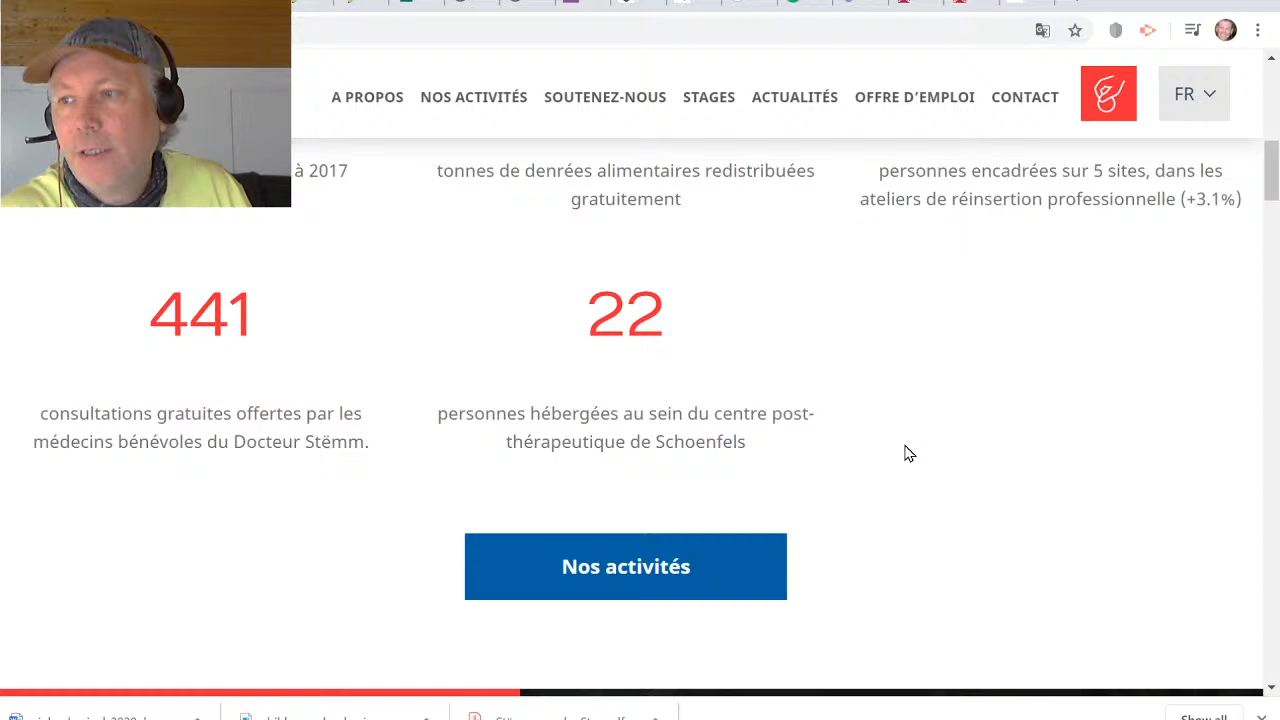 A PROPOS NOS ACTIVITÉS SOUTENEZ-NOUS STAGES ACTUALITÉS OFFRE D'EMPLOI CONTACT FR
à 2017
tonnes de denrées alimentaires redistribuées
gratuitement
personnes encadrées sur 5 sites, dans les
ateliers de réinsertion professionnelle (+3.1%)
441
consultations gratuites offertes par les
médecins bénévoles du Docteur Stëmm.
22
personnes hébergées au sein du centre post-
thérapeutique de Schoenfels
Nos activités
Show all